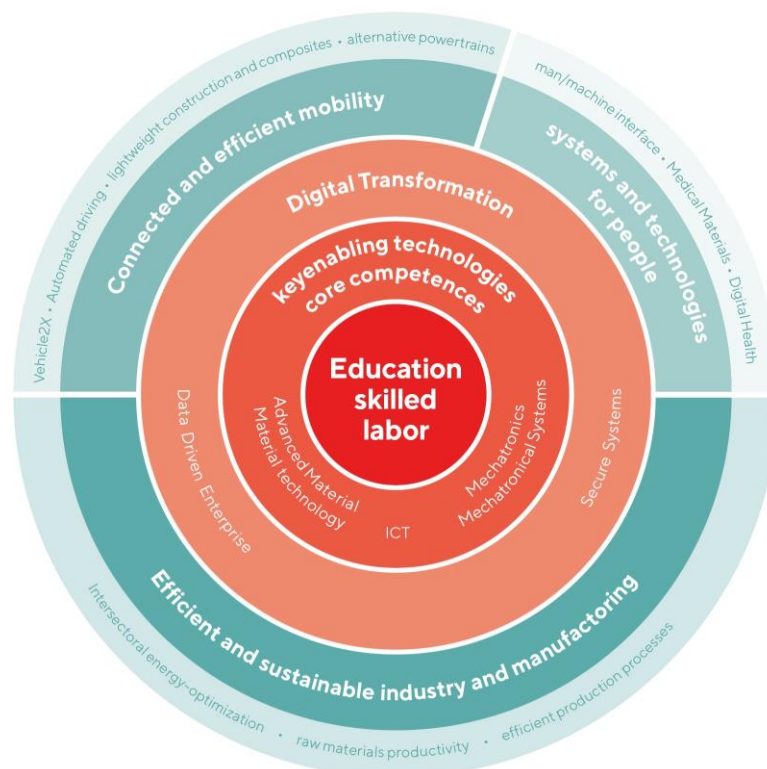 Vehicle2X • Automated driving • lightweight construction and composites • alternative powertrains
man/machine interface • Medical Materials • Digital Health
Connected and efficient mobility
systems and technologies
for people
Digital Transformation
keyenabling technologies
core competences
Education
skilled
labor
Data Driven Enterprise
Advanced Material
Material technology
ICT
Mechatronics
Mechatronical Systems
Secure Systems
Efficient and sustainable industry and manufactoring
Intersectoral energy-optimization • raw materials productivity • efficient production processes